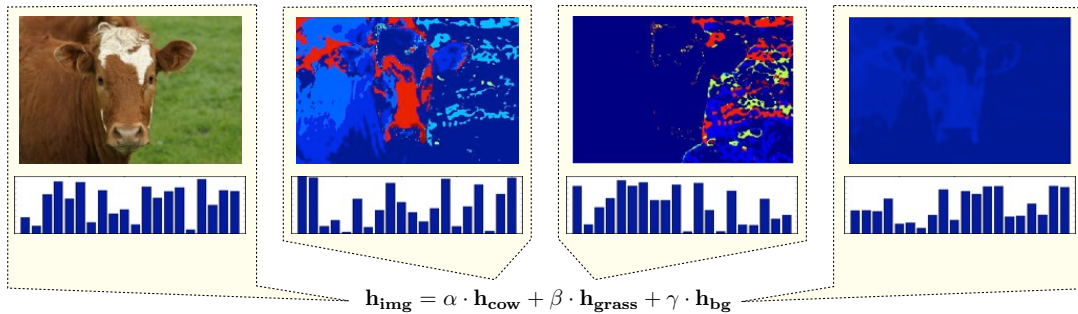 h_img = α · h_cow + β · h_grass + γ · h_bg